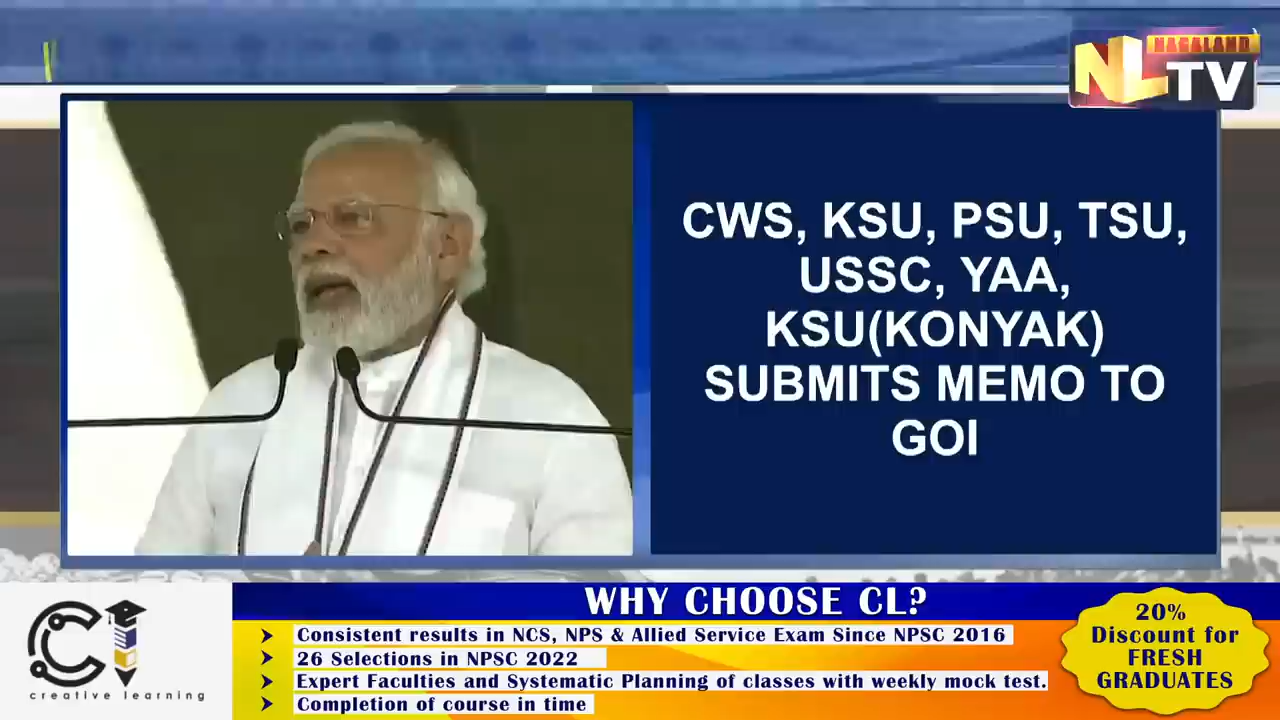 NAGALAND
NLTV
CWS, KSU, PSU, TSU,
USSC, YAA,
KSU(KONYAK)
SUBMITS MEMO TO
GOI
WHY CHOOSE CL?
Consistent results in NCS, NPS & Allied Service Exam Since NPSC 2016
26 Selections in NPSC 2022
Expert Faculties and Systematic Planning of classes with weekly mock test.
Completion of course in time
20%
Discount for
FRESH
GRADUATES
creative learning